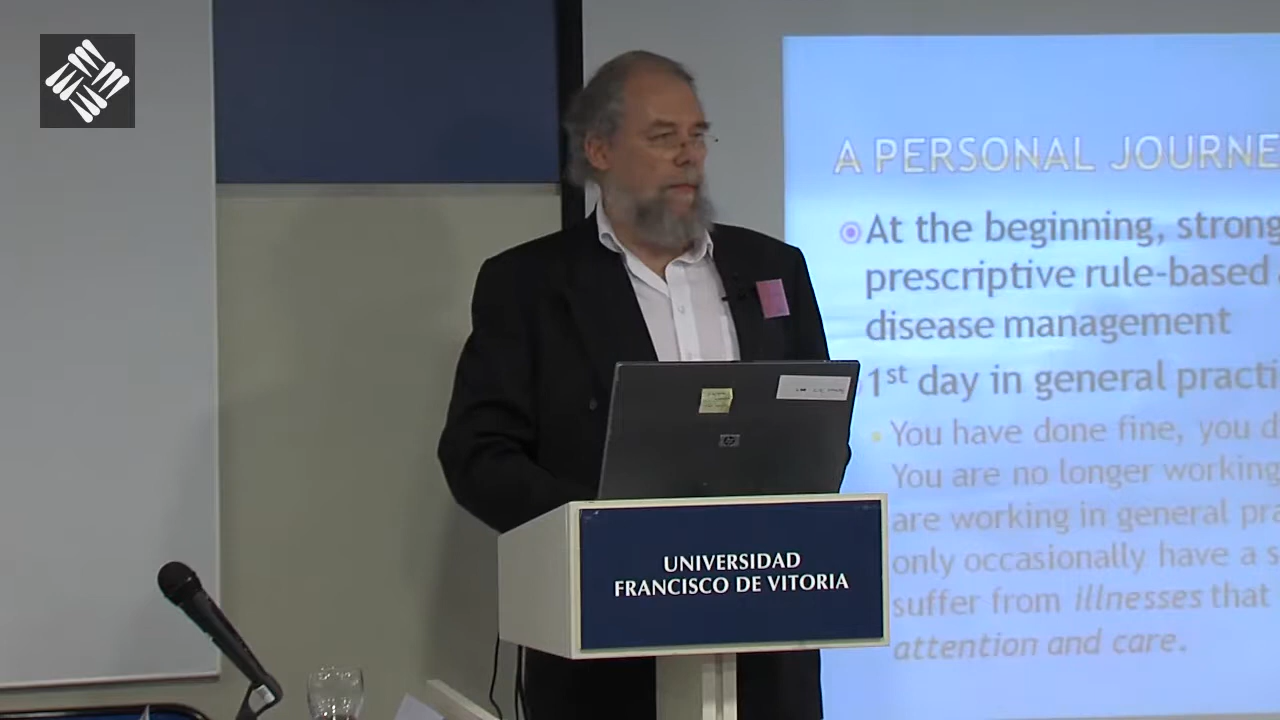 A PERSONAL JOURNE
At the beginning, strong
prescriptive rule-based
disease management
1st day in general practi
You have done fine, you d
You are no longer working
are working in general pra
only occasionally have a s
suffer from illnesses that
attention and care.
hp
UNIVERSIDAD
FRANCISCO DE VITORIA